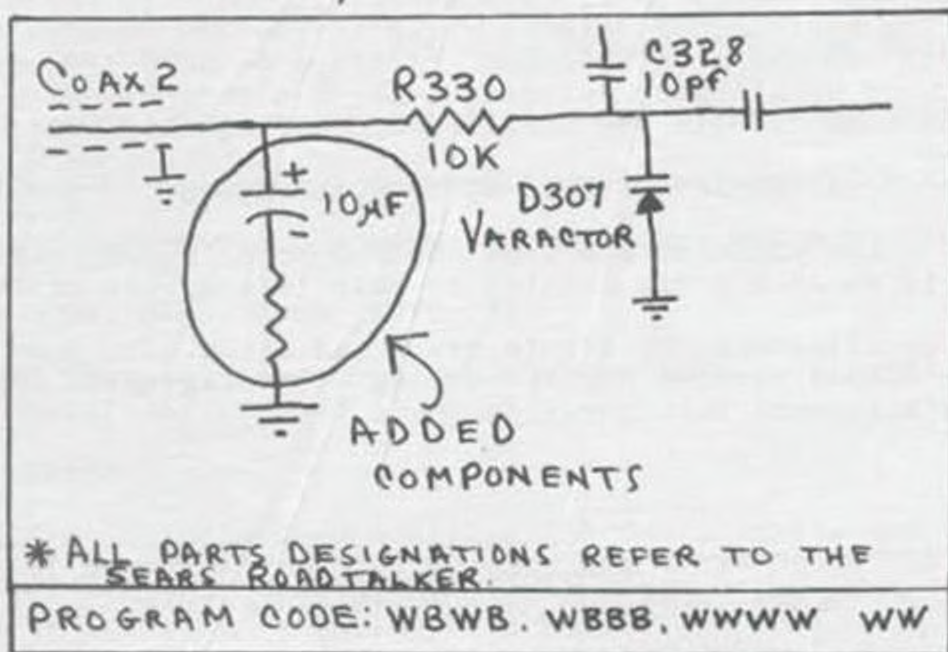 COAX 2
R330
10K
C328
10pf
+
10µF
-
D307
VARACTOR
ADDED
COMPONENTS
* ALL PARTS DESIGNATIONS REFER TO THE
SEARS ROADTALKER.
PROGRAM CODE: WBWB. WBBB. WWWW WW